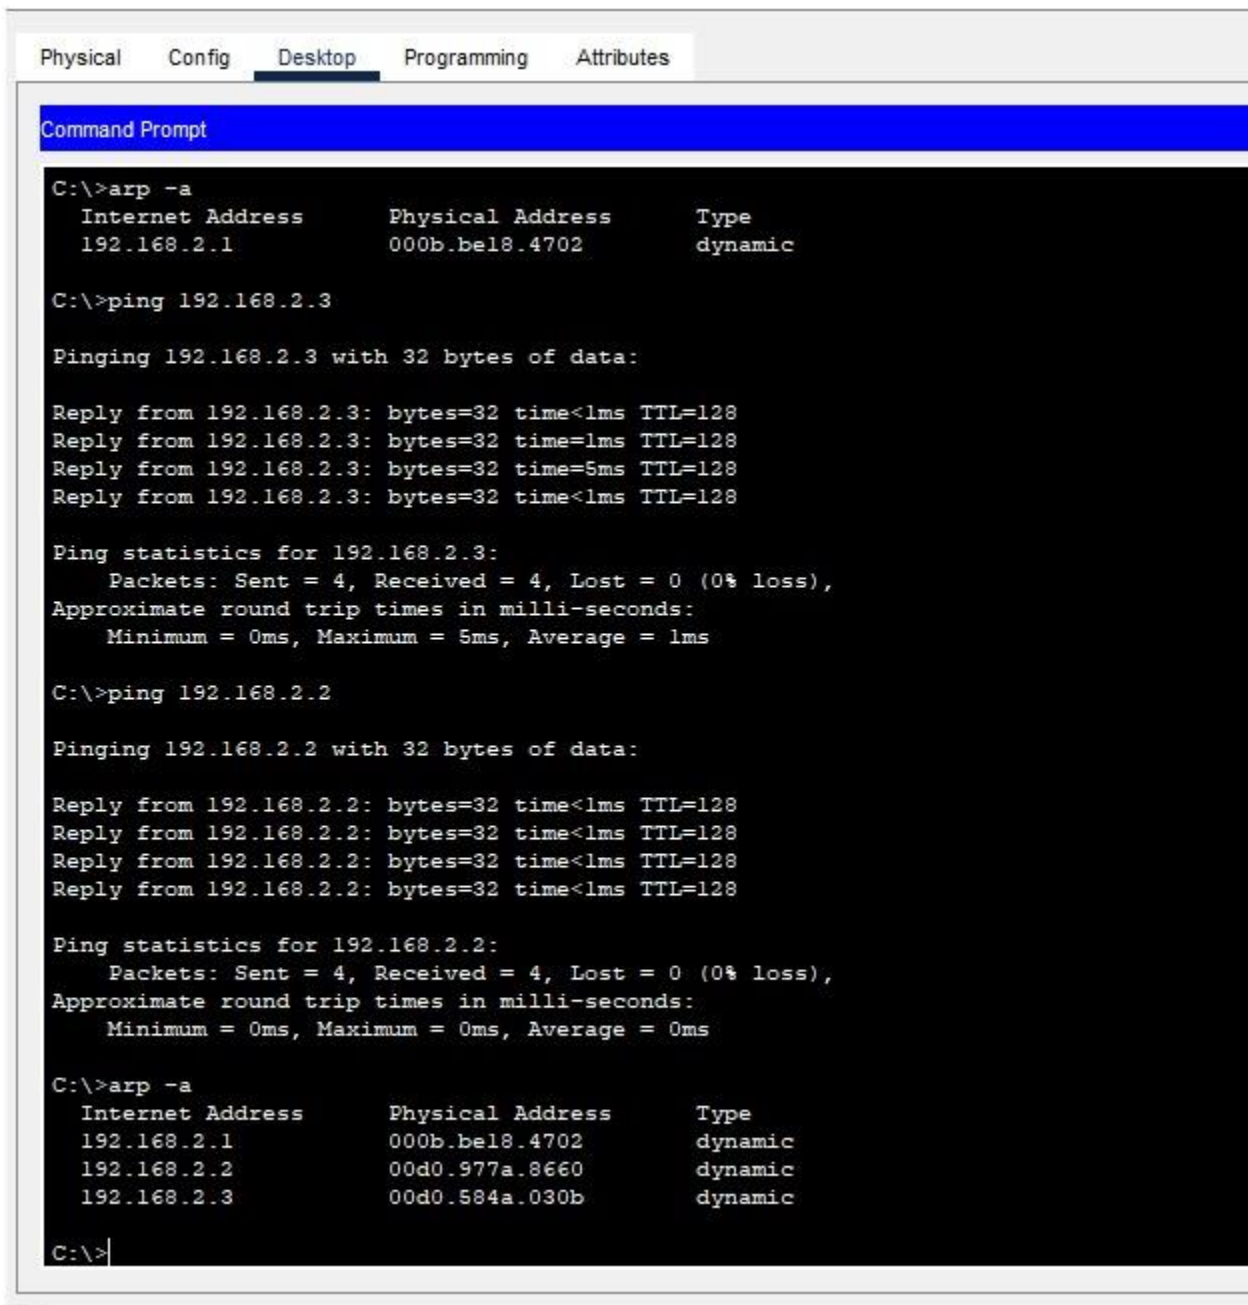 Physical Config Desktop Programming Attributes
Command Prompt
C:\>arp -a
Internet Address Physical Address Type
192.168.2.1 000b.be18.4702 dynamic
C:\>ping 192.168.2.3
Pinging 192.168.2.3 with 32 bytes of data:
Reply from 192.168.2.3: bytes=32 time<1ms TTL=128
Reply from 192.168.2.3: bytes=32 time=1ms TTL=128
Reply from 192.168.2.3: bytes=32 time=5ms TTL=128
Reply from 192.168.2.3: bytes=32 time<1ms TTL=128
Ping statistics for 192.168.2.3:
Packets: Sent = 4, Received = 4, Lost = 0 (0% loss),
Approximate round trip times in milli-seconds:
Minimum = 0ms, Maximum = 5ms, Average = 1ms
C:\>ping 192.168.2.2
Pinging 192.168.2.2 with 32 bytes of data:
Reply from 192.168.2.2: bytes=32 time<1ms TTL=128
Reply from 192.168.2.2: bytes=32 time<1ms TTL=128
Reply from 192.168.2.2: bytes=32 time<1ms TTL=128
Reply from 192.168.2.2: bytes=32 time<1ms TTL=128
Ping statistics for 192.168.2.2:
Packets: Sent = 4, Received = 4, Lost = 0 (0% loss),
Approximate round trip times in milli-seconds:
Minimum = 0ms, Maximum = 0ms, Average = 0ms
C:\>arp -a
Internet Address Physical Address Type
192.168.2.1 000b.be18.4702 dynamic
192.168.2.2 00d0.977a.8660 dynamic
192.168.2.3 00d0.584a.030b dynamic
C:\>